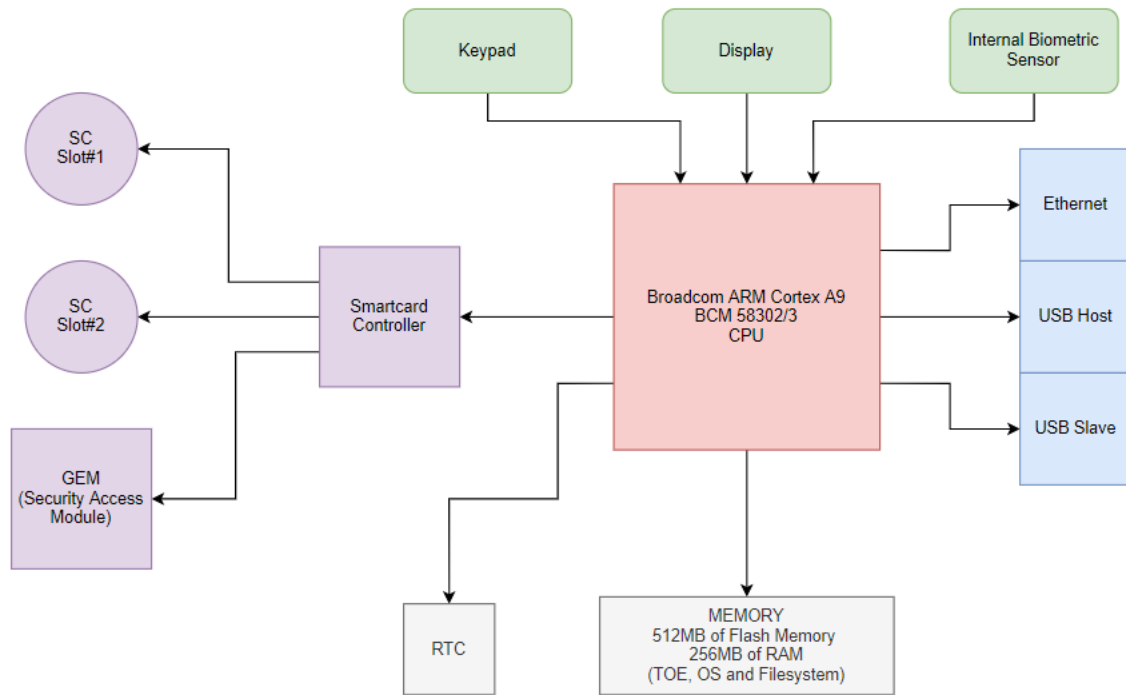 Keypad
Display
Internal Biometric
Sensor
SC
Slot#1
Ethernet
SC
Slot#2
Smartcard
Controller
Broadcom ARM Cortex A9
BCM 58302/3
CPU
USB Host
USB Slave
GEM
(Security Access
Module)
RTC
MEMORY
512MB of Flash Memory
256MB of RAM
(TOE, OS and Filesystem)